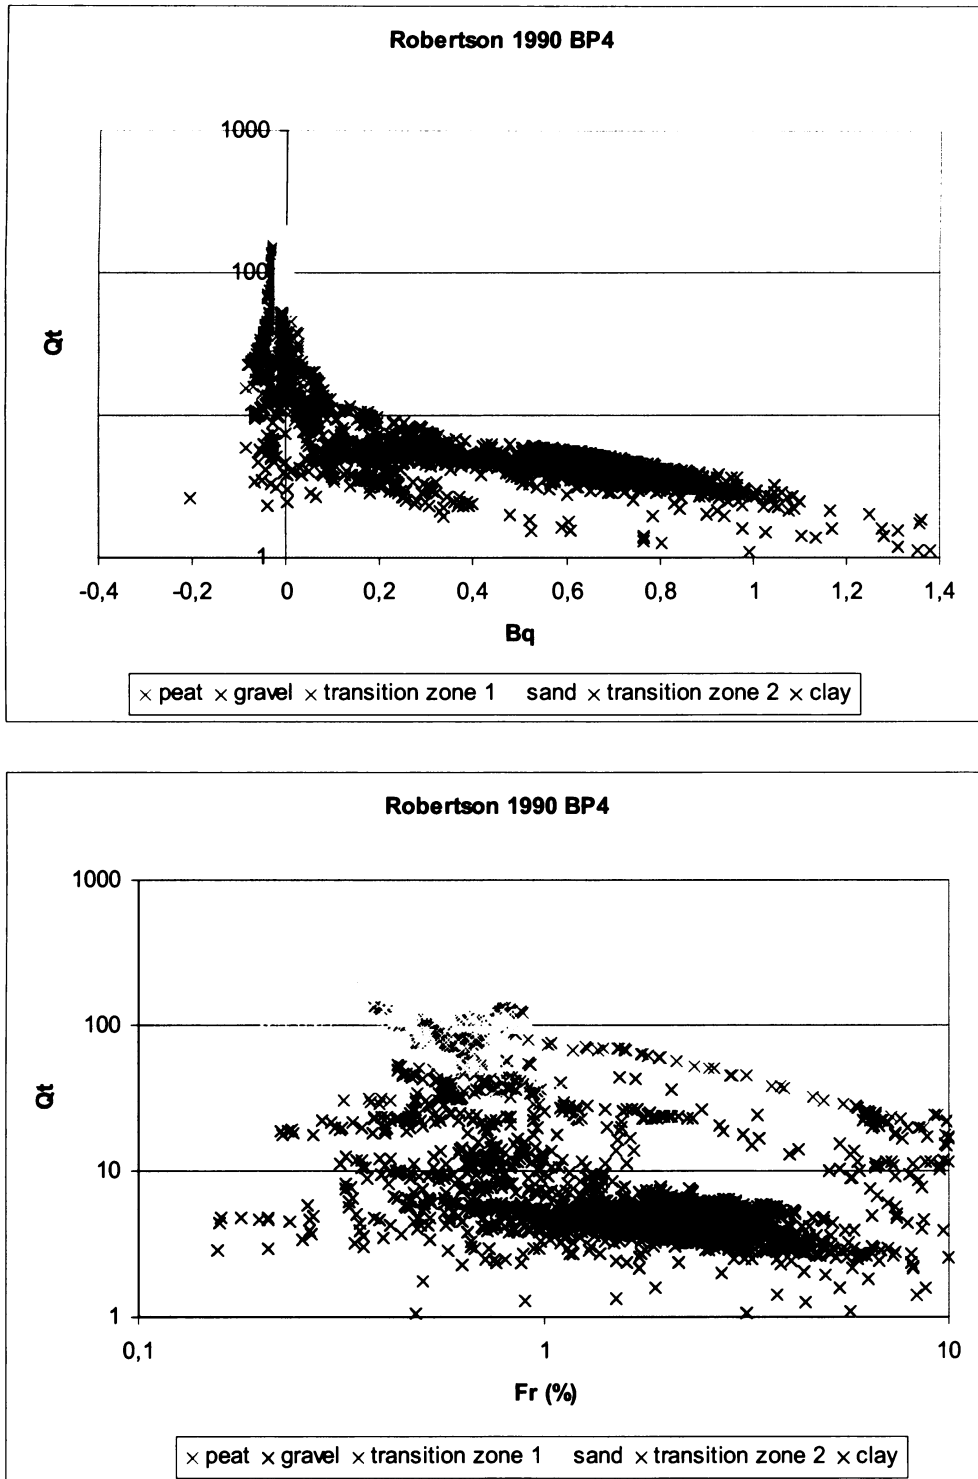 Robertson 1990 BP4
1000
100
1
Qt
-0,4 -0,2 0 0,2 0,4 0,6 0,8 1 1,2 1,4
Bq
× peat × gravel × transition zone 1 sand × transition zone 2 × clay
Robertson 1990 BP4
1000
100
10
1
Qt
0,1 1 10
Fr (%)
× peat × gravel × transition zone 1 sand × transition zone 2 × clay